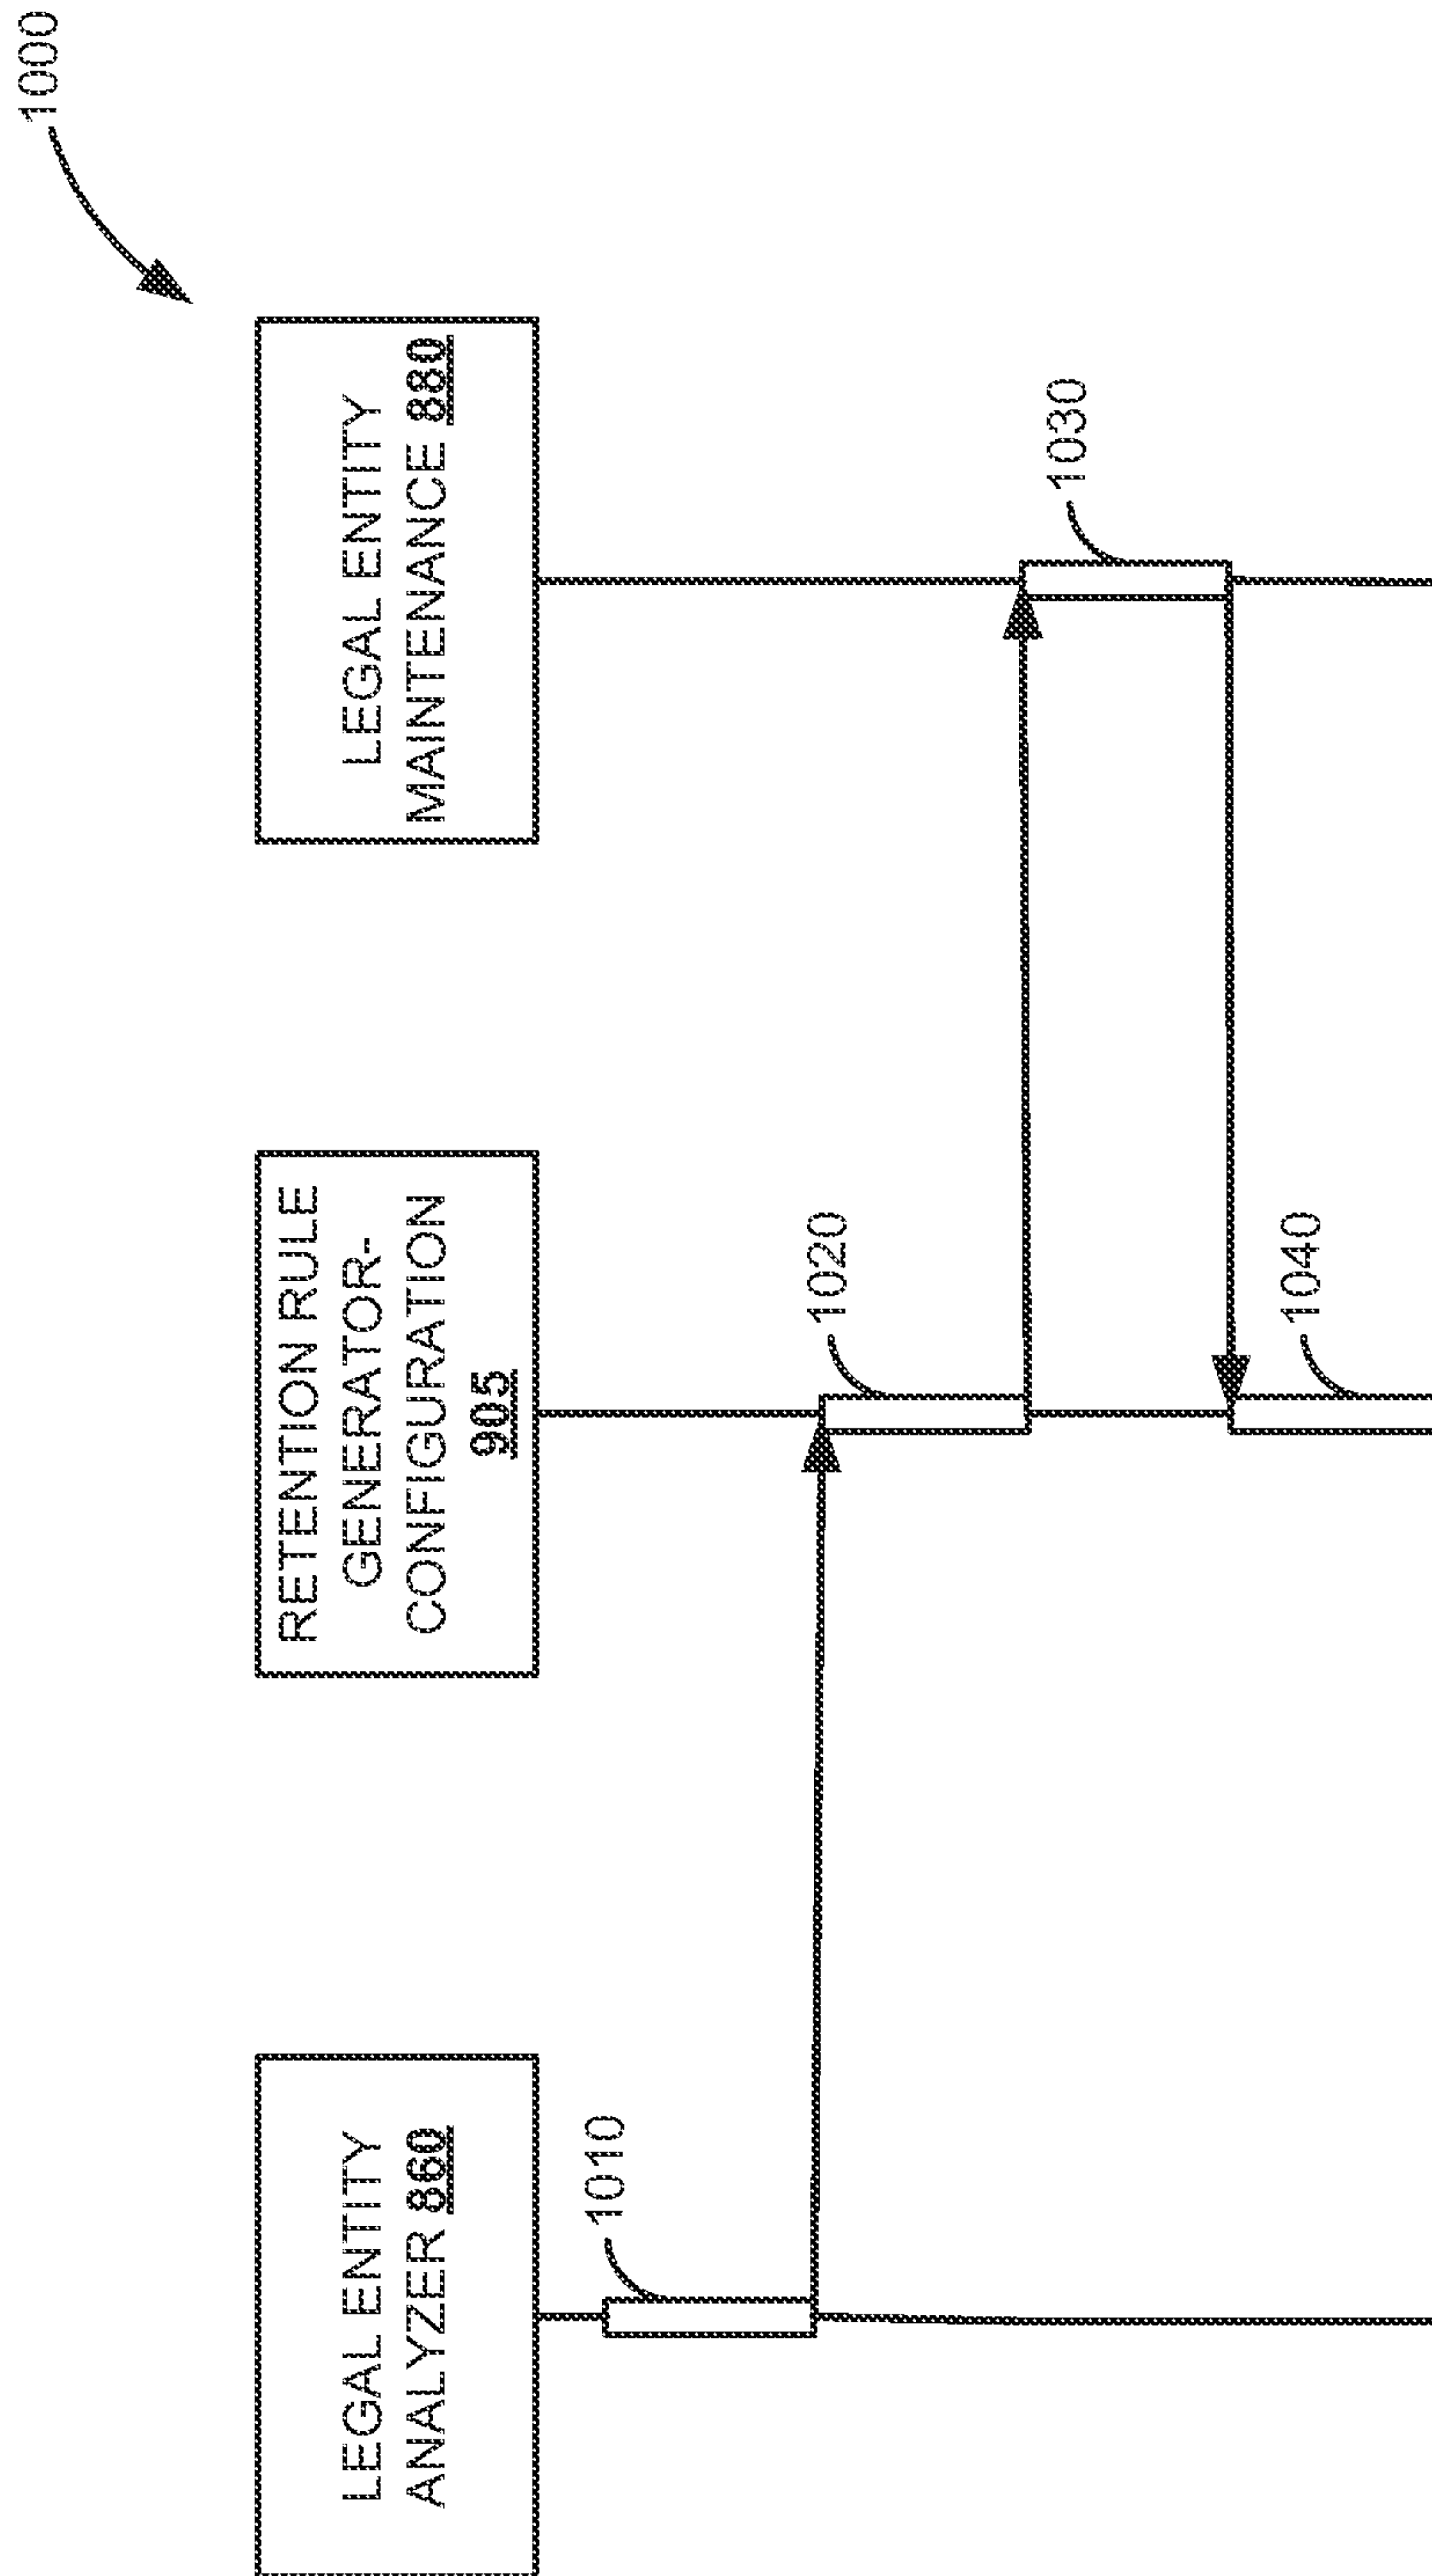 1000
LEGAL ENTITY
ANALYZER 860
RETENTION RULE
GENERATOR-
CONFIGURATION
905
LEGAL ENTITY
MAINTENANCE 880
1010
1020
1030
1040